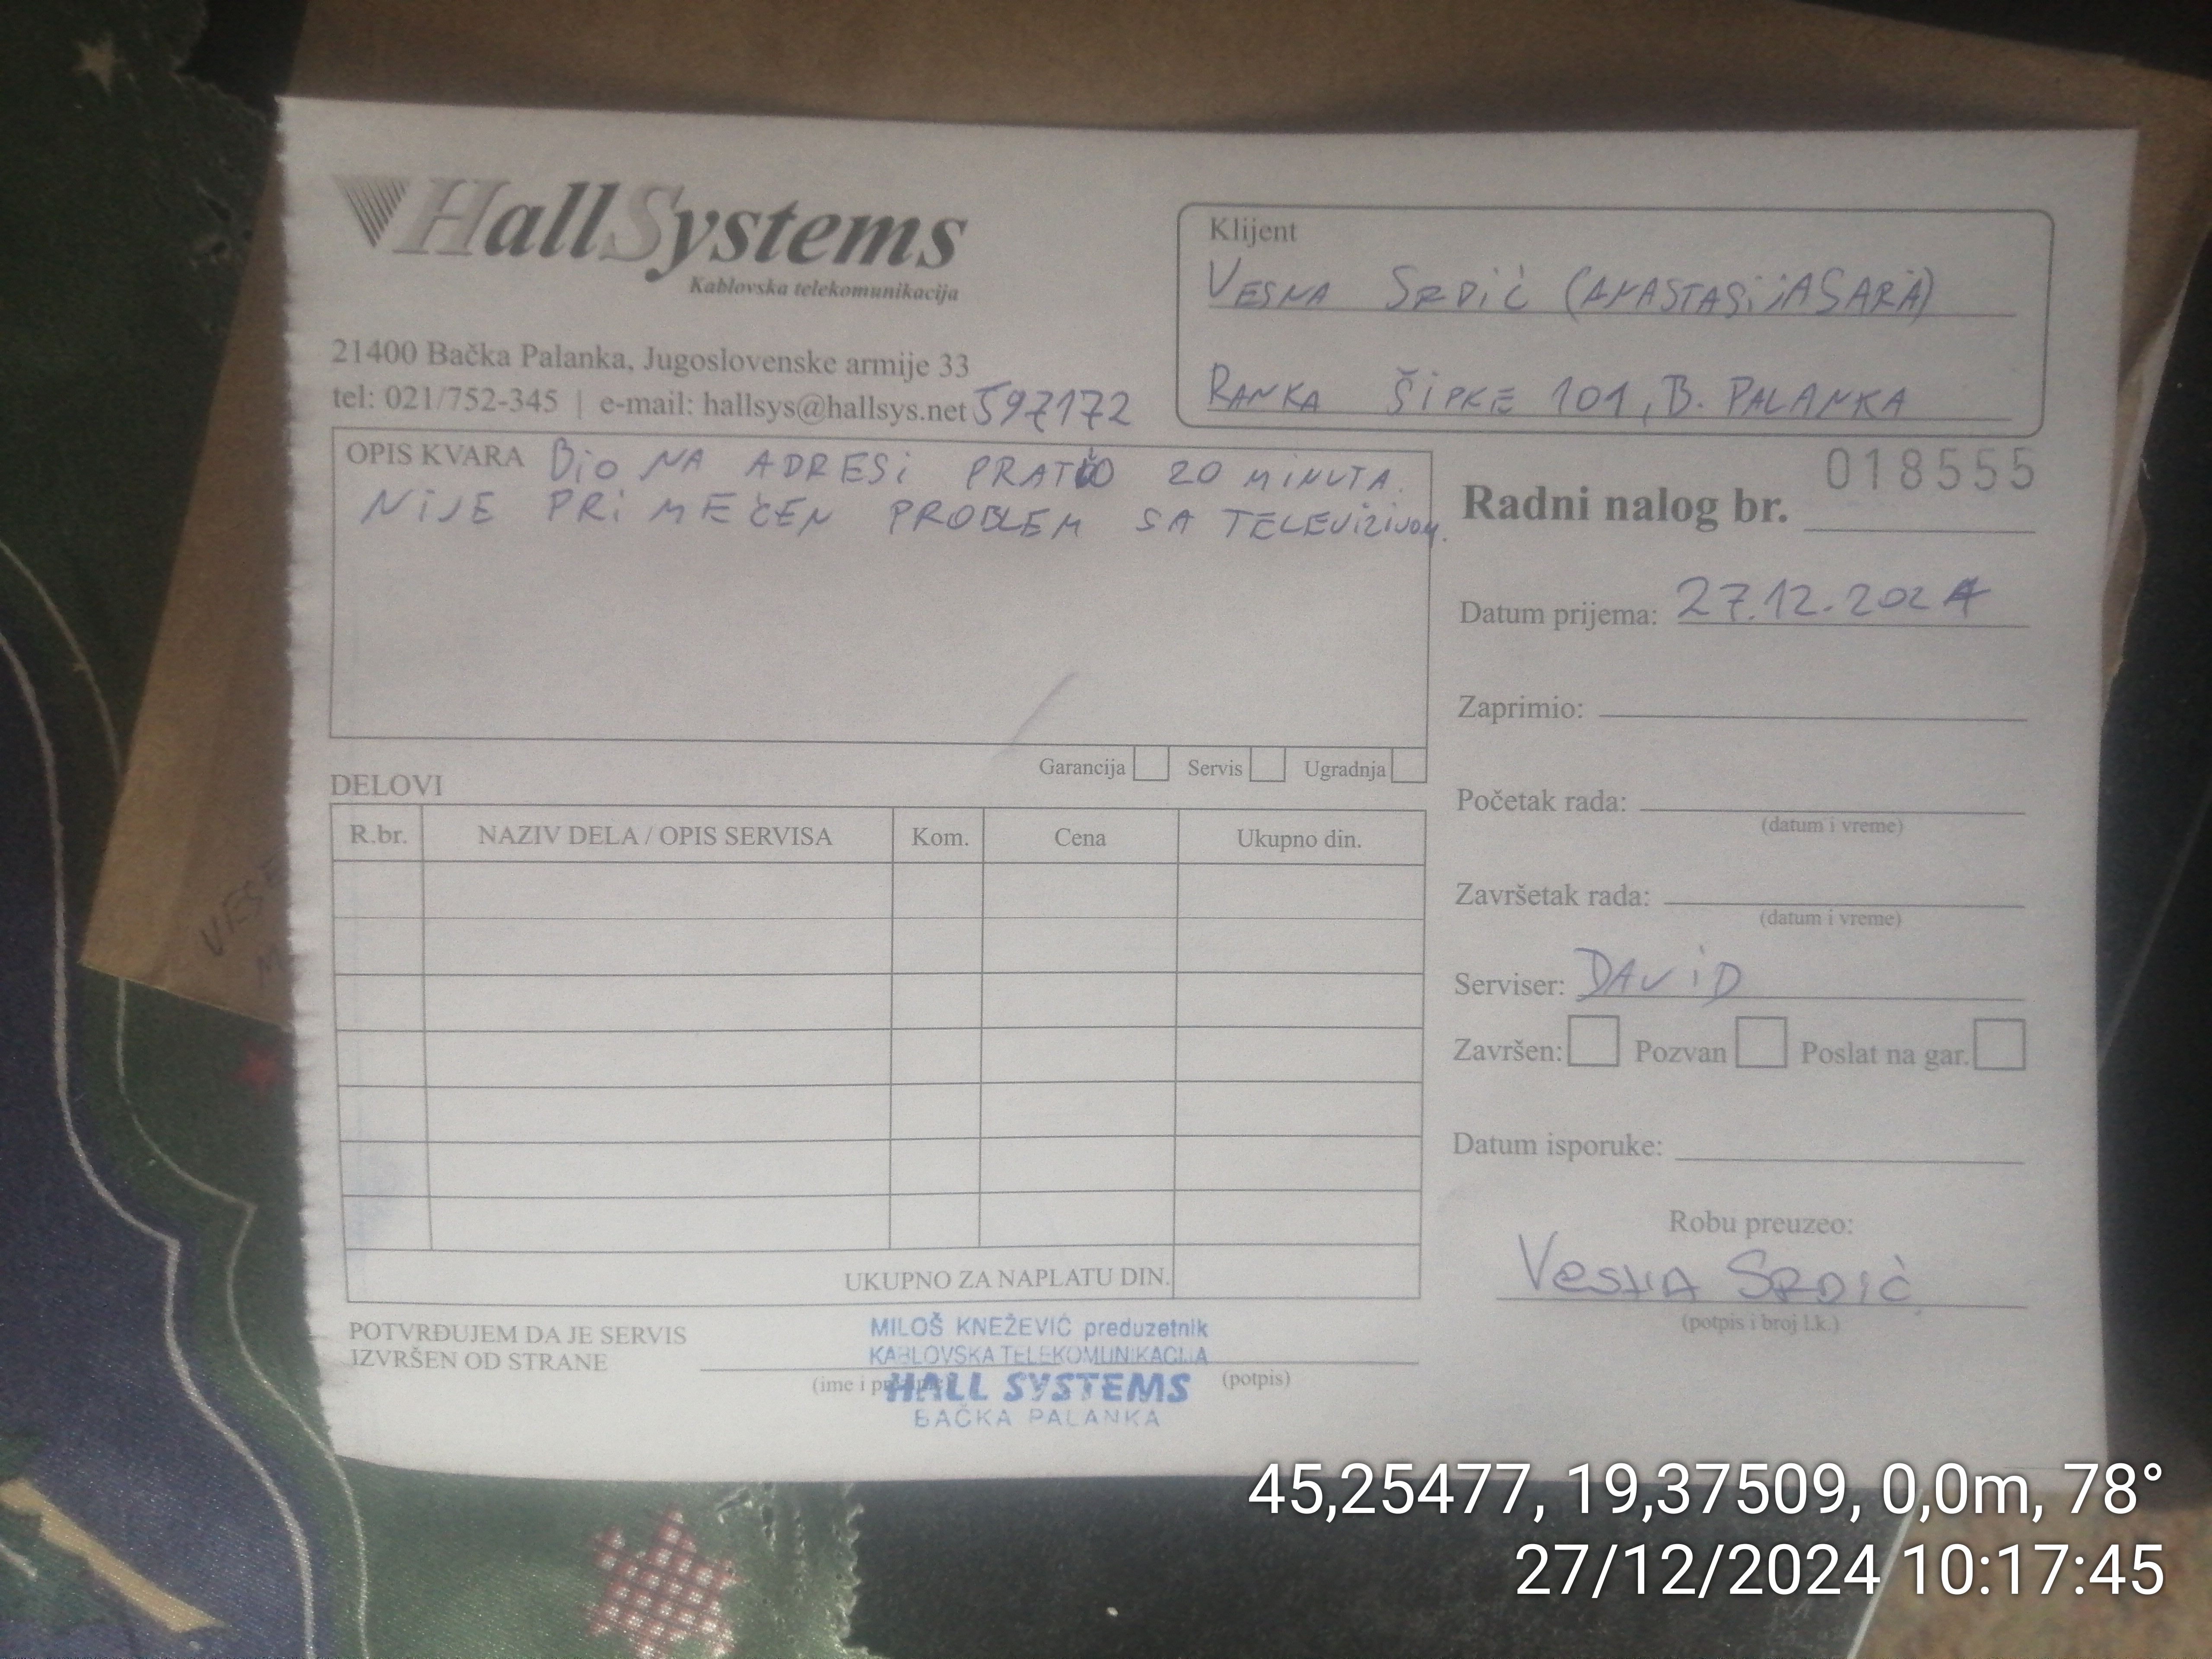 HallSystems
Kablovska telekomunikacija
21400 Bačka Palanka, Jugoslovenske armije 33
tel: 021/752-345 | e-mail: hallsys@hallsys.net 597172
Klijent
VESNA SRDić (ANASTASijASARA)
RANKA ŠiPKE 101, B. PALANKA
OPIS KVARA BiO NA ADRESi PRATiO 20 MiNUTA.
NiJE PRiMEĆEN PROBLEM SA TELEViZiJOM.
Garancija Servis Ugradnja
Radni nalog br. 018555
Datum prijema: 27.12.2024
Zaprimio:
Početak rada:
(datum i vreme)
Završetak rada:
(datum i vreme)
Serviser: DAViD
Završen: Pozvan Poslat na gar.
Datum isporuke:
Robu preuzeo:
Vesna SRDić
(potpis i broj l.k.)
DELOVI
R.br. NAZIV DELA / OPIS SERVISA Kom. Cena Ukupno din.
UKUPNO ZA NAPLATU DIN.
POTVRĐUJEM DA JE SERVIS
IZVRŠEN OD STRANE
(ime i (potpis)
MILOŠ KNEŽEVIĆ preduzetnik
KABLOVSKA TELEKOMUNIKACIJA
HALL SYSTEMS
BAČKA PALANKA
45,25477, 19,37509, 0,0m, 78°
27/12/2024 10:17:45